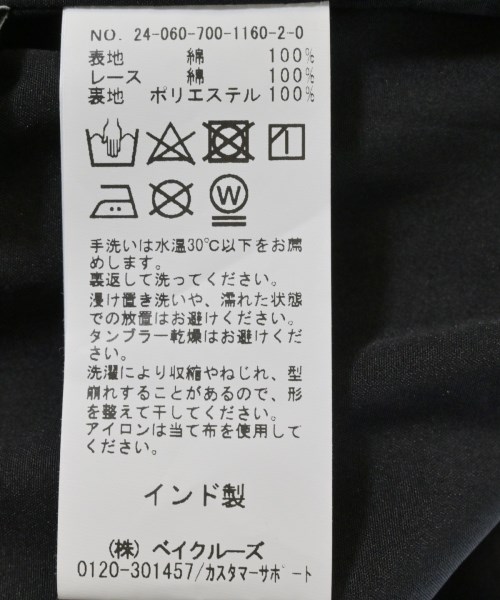 NO. 24-060-700-1160-2-0
表地 綿 100%
レース 綿 100%
裏地 ポリエステル 100%
W
手洗いは水温30℃以下をお薦
めします。
裏返して洗ってください。
浸け置き洗いや、濡れた状態
での放置はお避けください。
タンブラー乾燥はお避けくださ
い。
洗濯により収縮やねじれ、型
崩れすることがあるので、形
を整えて干してください。
アイロンは当て布を使用して
ください。
インド製
(株) ベイクルーズ
0120-301457/カスタマーサポート